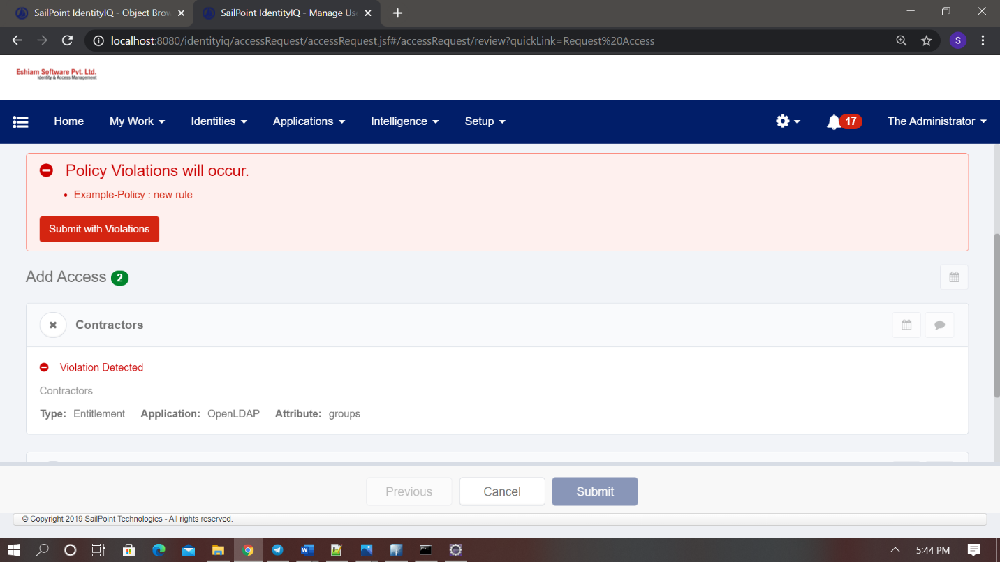 SailPoint IdentityIQ - Object Brow
SailPoint IdentityIQ - Manage Use
localhost:8080/identityiq/accessRequest/accessRequest.jsf#/accessRequest/review?quickLink=Request%20Access
S
Eshiam Software Pvt. Ltd.
Identity & Access Management
Home My Work Identities Applications Intelligence Setup 17 The Administrator
Policy Violations will occur.
• Example-Policy : new rule
Submit with Violations
Add Access 2
Contractors
Violation Detected
Contractors
Type: Entitlement Application: OpenLDAP Attribute: groups
Previous Cancel Submit
© Copyright 2019 SailPoint Technologies - All rights reserved.
5:44 PM